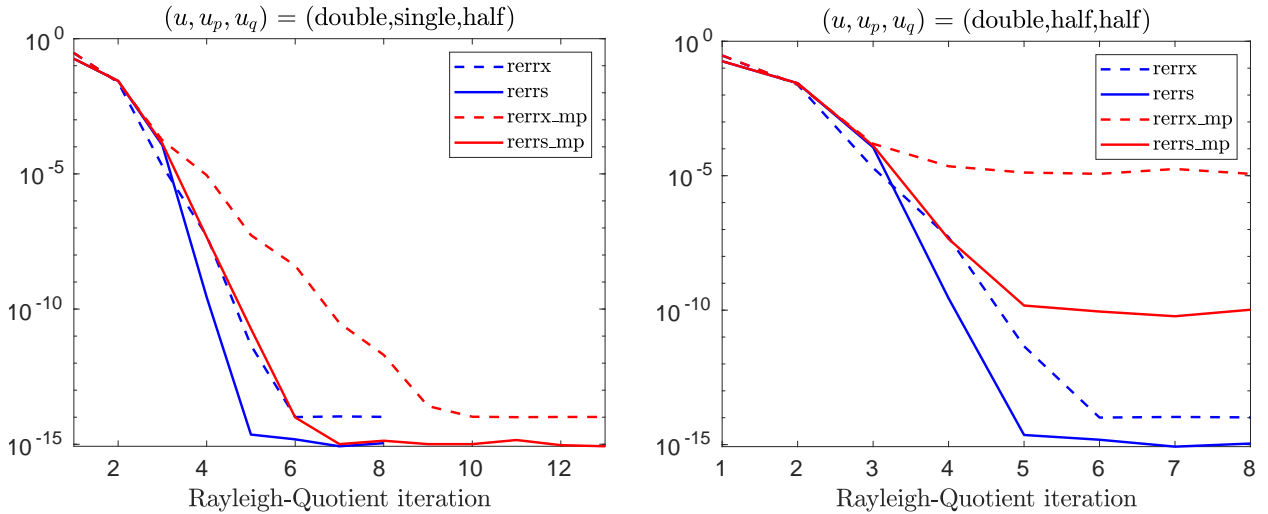 (u, u_p, u_q) = (double,single,half)
10^0
10^-5
10^-10
10^-15
rerrx
rerrs
rerrx_mp
rerrs_mp
2 4 6 8 10 12
Rayleigh-Quotient iteration
(u, u_p, u_q) = (double,half,half)
10^0
10^-5
10^-10
10^-15
rerrx
rerrs
rerrx_mp
rerrs_mp
1 2 3 4 5 6 7 8
Rayleigh-Quotient iteration